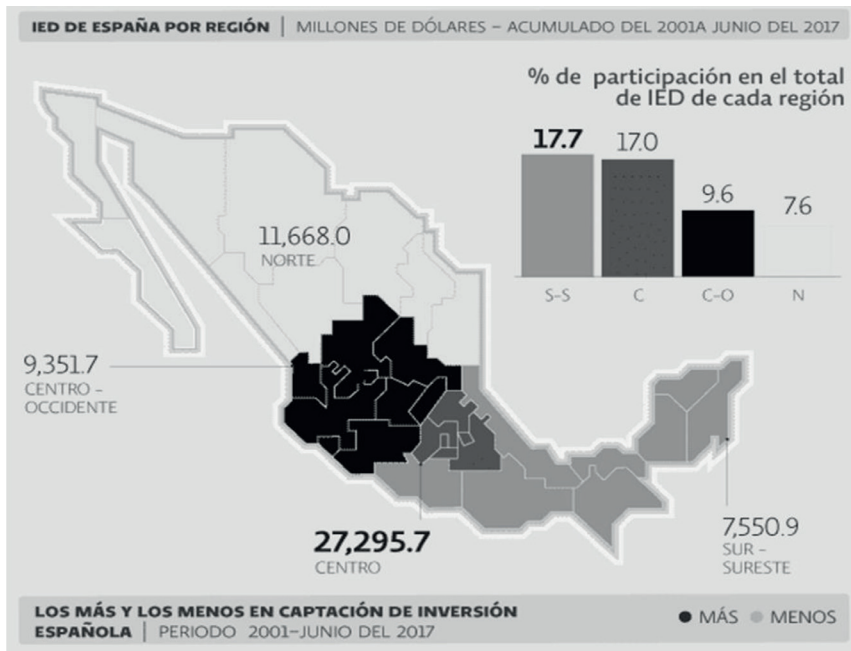 IED DE ESPAÑA POR REGIÓN | MILLONES DE DÓLARES – ACUMULADO DEL 2001A JUNIO DEL 2017
% de participación en el total
de IED de cada región
17.7 17.0 9.6 7.6
S-S C C-O N
11,668.0
NORTE
9,351.7
CENTRO –
OCCIDENTE
27,295.7
CENTRO
7,550.9
SUR –
SURESTE
LOS MÁS Y LOS MENOS EN CAPTACIÓN DE INVERSIÓN
ESPAÑOLA | PERIODO 2001–JUNIO DEL 2017
MÁS MENOS